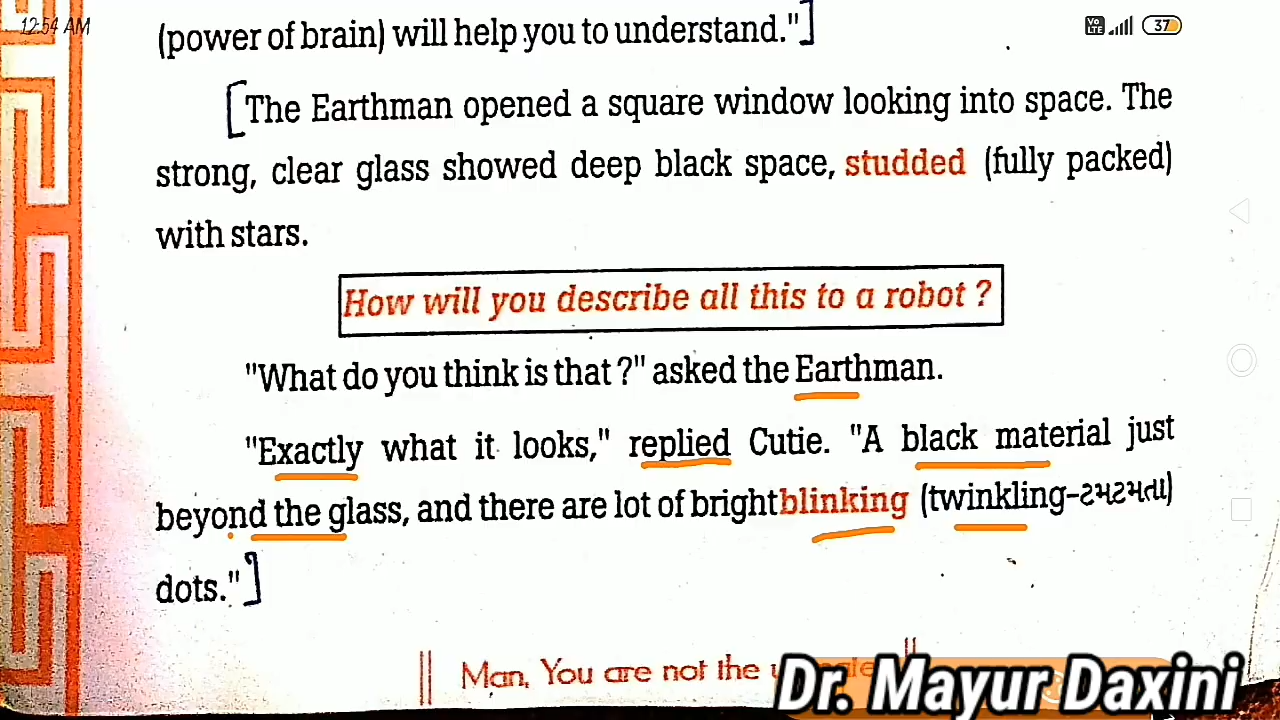 12:54 AM
Vo LTE 37
(power of brain) will help you to understand."]
[The Earthman opened a square window looking into space. The
strong, clear glass showed deep black space, studded (fully packed)
with stars.
How will you describe all this to a robot ?
"What do you think is that ?" asked the Earthman.
"Exactly what it looks," replied Cutie. "A black material just
beyond the glass, and there are lot of bright blinking (twinkling-ટમટમતા)
dots."]
Man, You are not the
Dr. Mayur Daxini